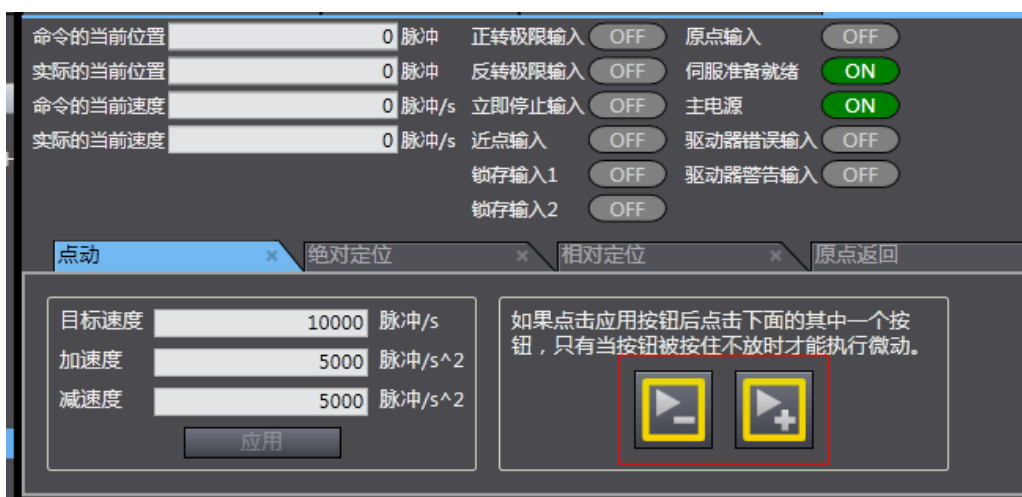 命令的当前位置 0 脉冲 正转极限输入 OFF 原点输入 OFF
实际的当前位置 0 脉冲 反转极限输入 OFF 伺服准备就绪 ON
命令的当前速度 0 脉冲/s 立即停止输入 OFF 主电源 ON
实际的当前速度 0 脉冲/s 近点输入 OFF 驱动器错误输入 OFF
锁存输入1 OFF 驱动器警告输入 OFF
锁存输入2 OFF
点动 × 绝对定位 × 相对定位 × 原点返回
目标速度 10000 脉冲/s
加速度 5000 脉冲/s^2
减速度 5000 脉冲/s^2
应用
如果点击应用按钮后点击下面的其中一个按
钮，只有当按钮被按住不放时才能执行微动。